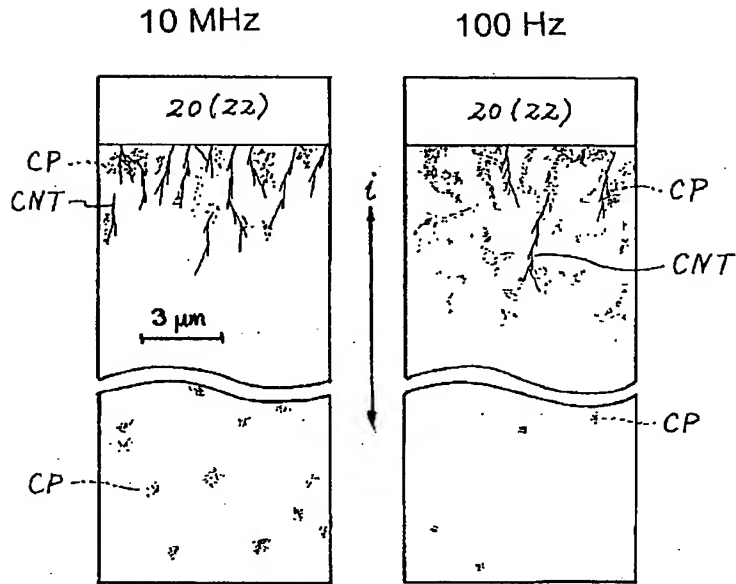 10 MHz
100 Hz
20(22)
20(22)
CP
CNT
i
CP
CNT
3 μm
CP
CP